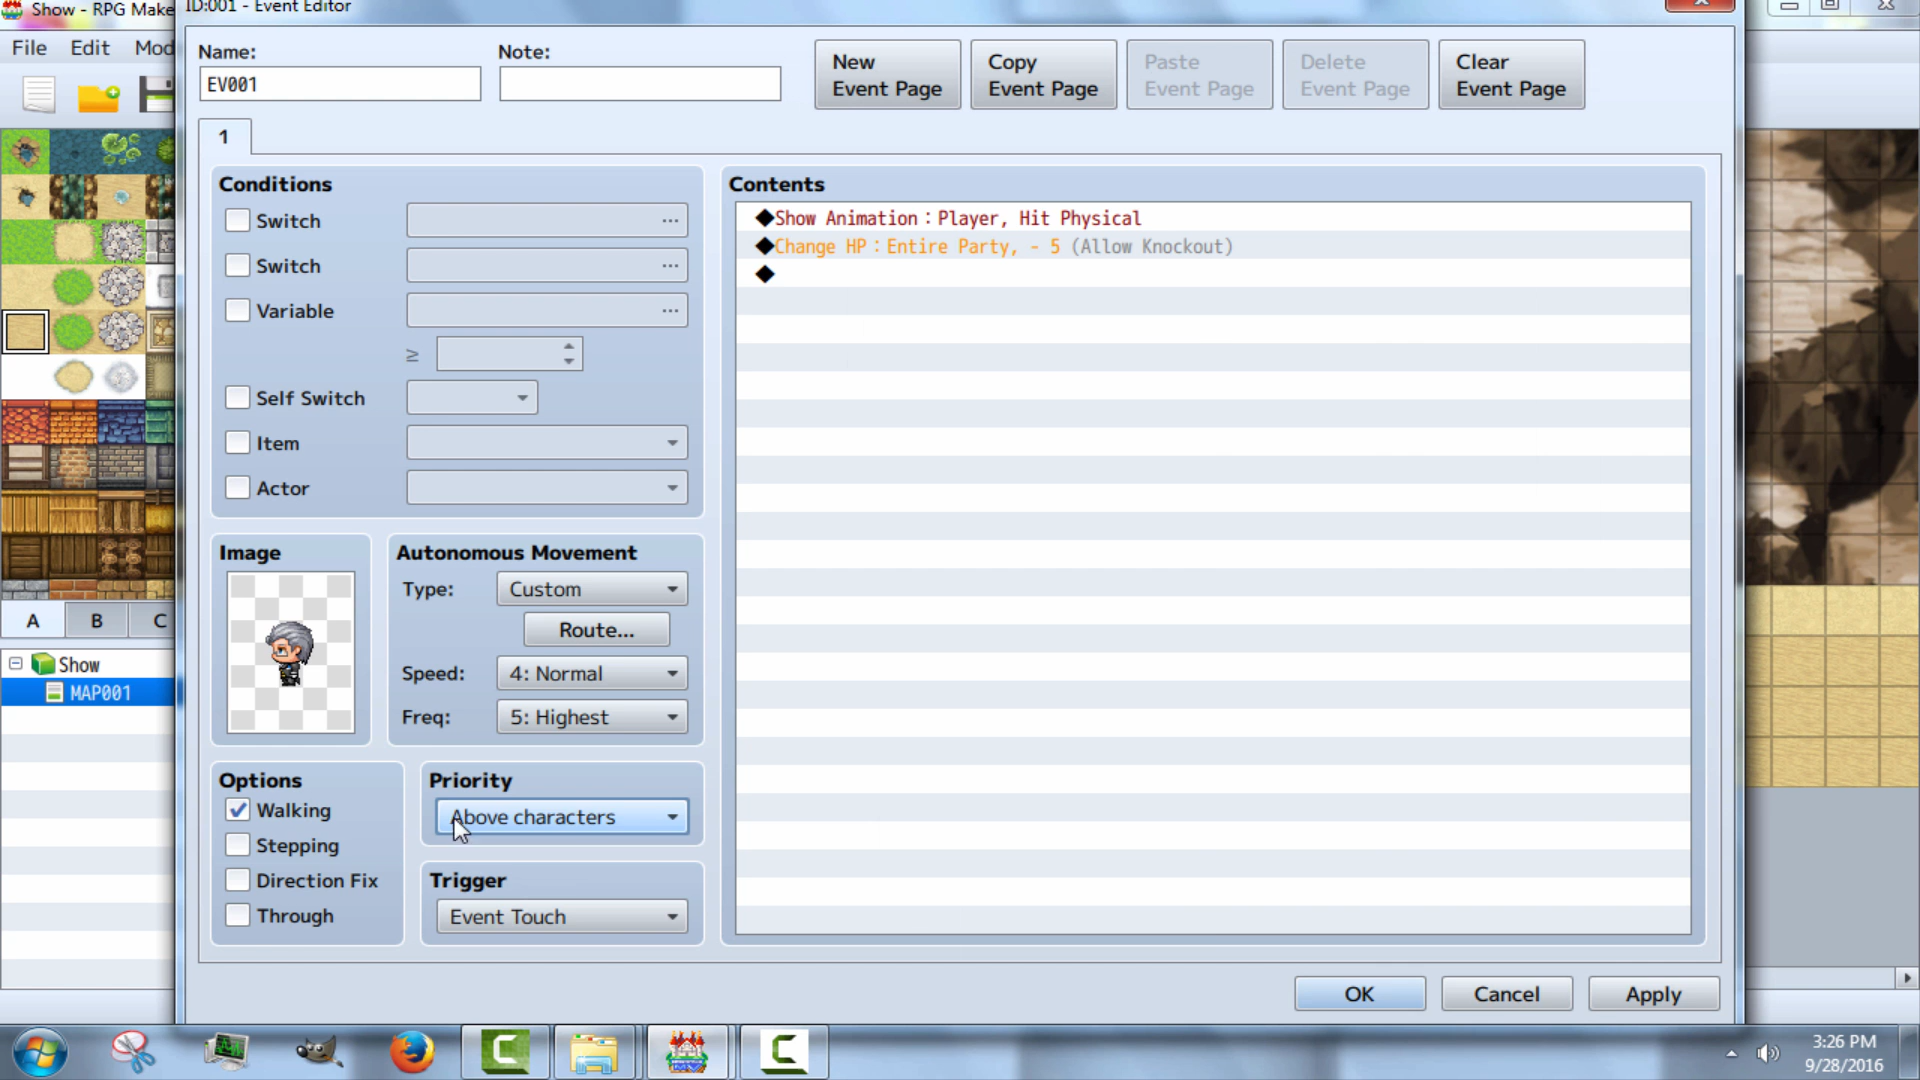 Show - RPG Make
ID:001 - Event Editor
File Edit Mod
Name:
Note:
EV001
New Event Page
Copy Event Page
Paste Event Page
Delete Event Page
Clear Event Page
1
Conditions
Switch ...
Switch ...
Variable ...
≥
Self Switch
Item
Actor
Contents
◆Show Animation：Player, Hit Physical
◆Change HP：Entire Party, - 5 (Allow Knockout)
◆
Image
Autonomous Movement
Type: Custom
Route...
Speed: 4: Normal
Freq: 5: Highest
Options
Walking
Stepping
Direction Fix
Through
Priority
Above characters
Trigger
Event Touch
A B C
Show
MAP001
OK Cancel Apply
3:26 PM
9/28/2016